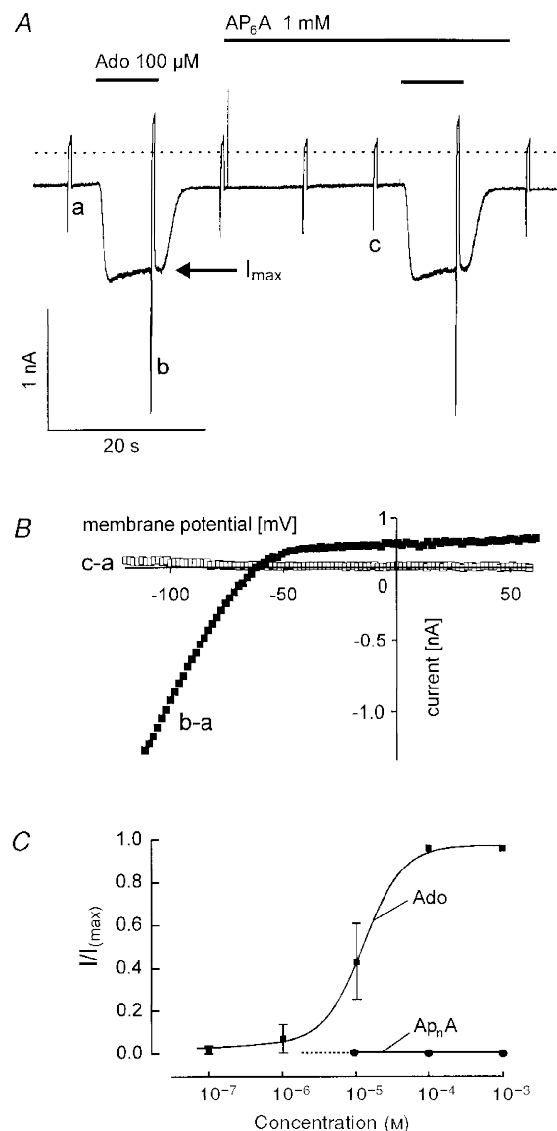 A
AP6A 1 mM
Ado 100 μM
a
c
Imax
b
1 nA
20 s
B
membrane potential [mV]
1
c-a
-100
-50
0
50
-0.5
-1.0
current [nA]
b-a
C
1.0
0.8
0.6
0.4
0.2
0.0
I/I(max)
Ado
ApnA
10⁻⁷
10⁻⁶
10⁻⁵
10⁻⁴
10⁻³
Concentration (M)